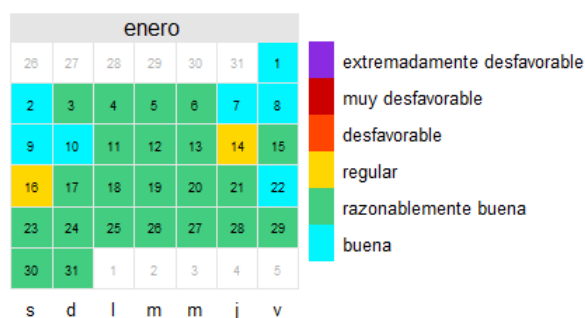 enero
26 27 28 29 30 31 1
2 3 4 5 6 7 8
9 10 11 12 13 14 15
16 17 18 19 20 21 22
23 24 25 26 27 28 29
30 31 1 2 3 4 5
s d l m m j v
extremadamente desfavorable
muy desfavorable
desfavorable
regular
razonablemente buena
buena